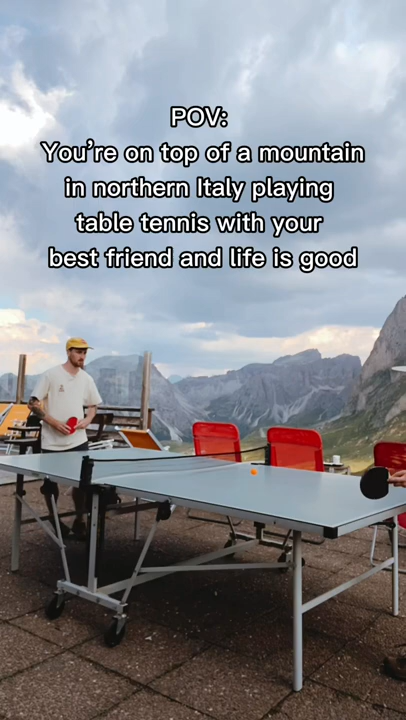 POV:
You're on top of a mountain
in northern Italy playing
table tennis with your
best friend and life is good